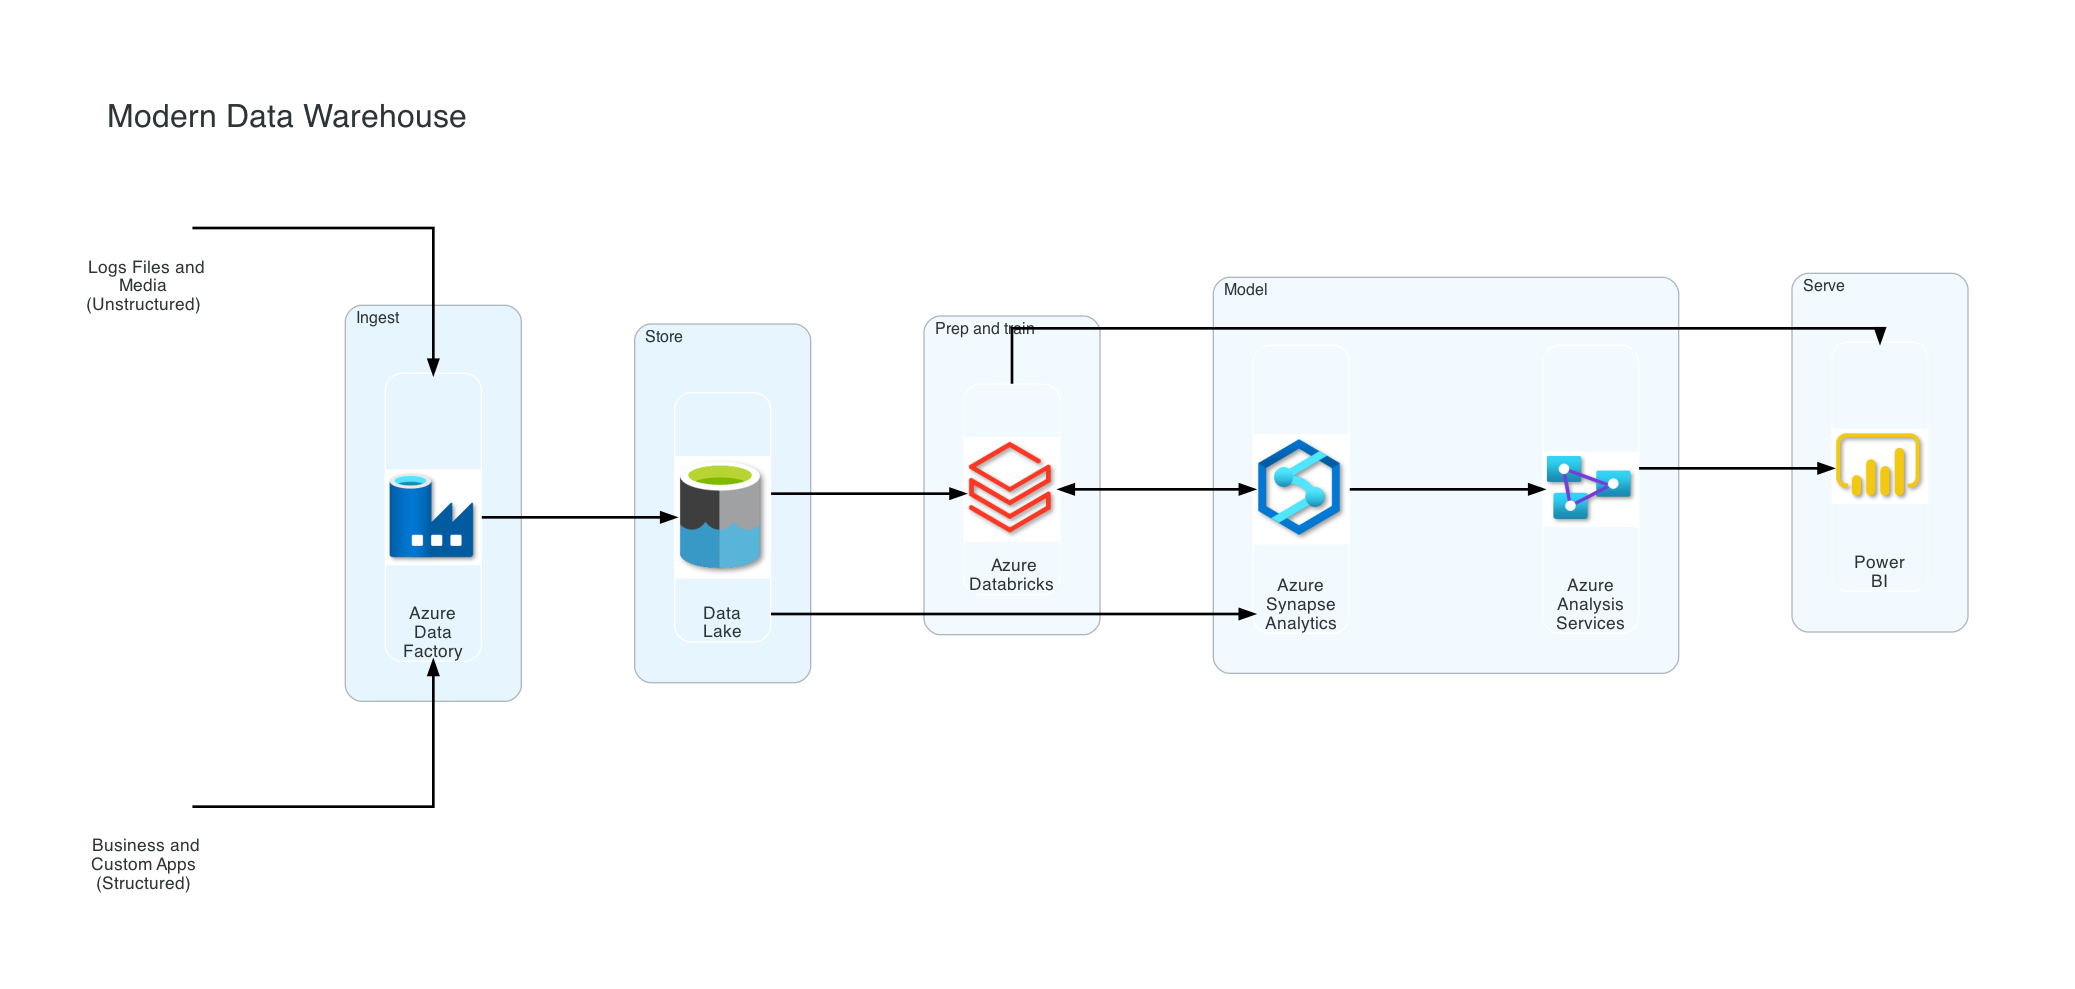 Modern Data Warehouse
Logs Files and
Media
(Unstructured)
Ingest
Azure
Data
Factory
Business and
Custom Apps
(Structured)
Store
Data
Lake
Prep and train
Azure
Databricks
Model
Azure
Synapse
Analytics
Azure
Analysis
Services
Serve
Power
BI